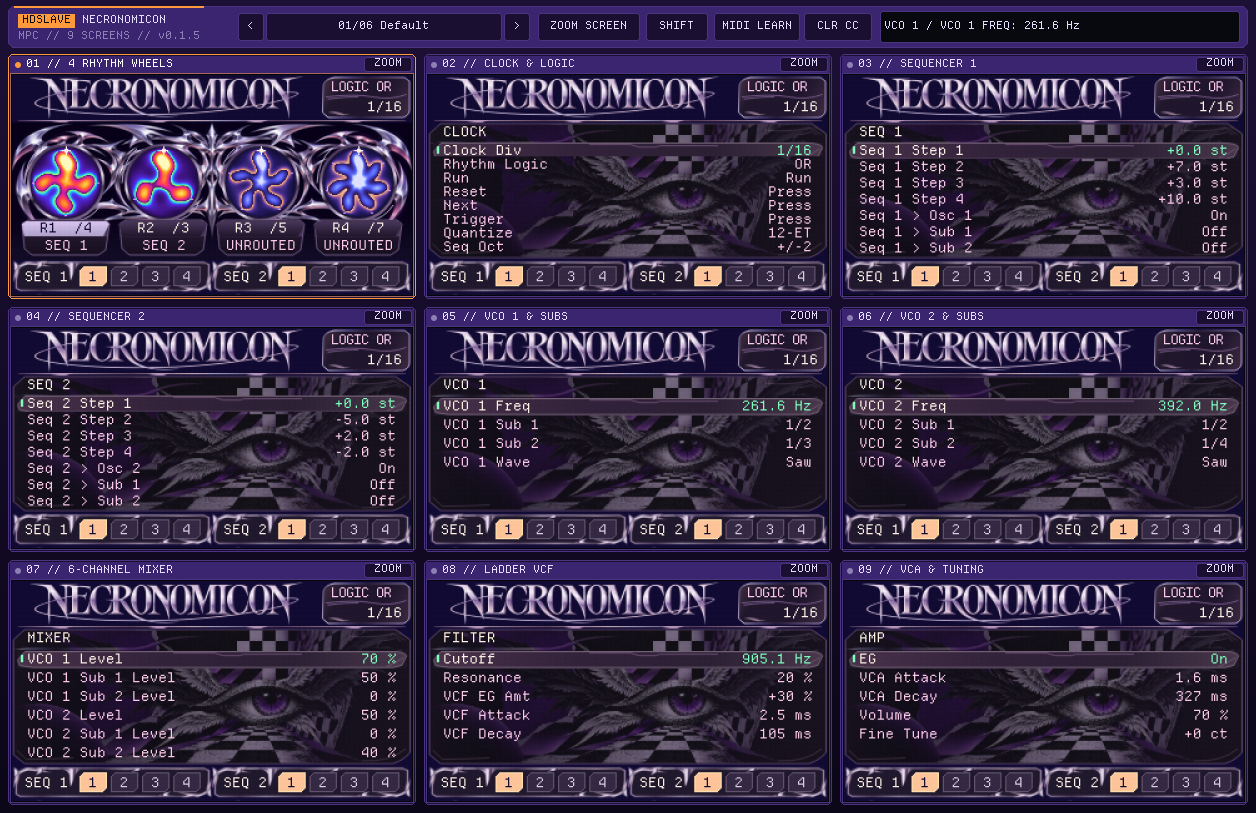 HDSLAVE NECRONOMICON
MPC // 9 SCREENS // v0.1.5
< 01/06 Default > ZOOM SCREEN SHIFT MIDI LEARN CLR CC VCO 1 / VCO 1 FREQ: 261.6 Hz
01 // 4 RHYTHM WHEELS ZOOM
NECRONOMICON
LOGIC OR
1/16
R1 /4 R2 /3 R3 /5 R4 /7
SEQ 1 SEQ 2 UNROUTED UNROUTED
SEQ 1 1 2 3 4 SEQ 2 1 2 3 4
02 // CLOCK & LOGIC ZOOM
NECRONOMICON
LOGIC OR
1/16
CLOCK
Clock Div 1/16
Rhythm Logic OR
Run Run
Reset Press
Next Press
Trigger Press
Quantize 12-ET
Seq Oct +/-2
SEQ 1 1 2 3 4 SEQ 2 1 2 3 4
03 // SEQUENCER 1 ZOOM
NECRONOMICON
LOGIC OR
1/16
SEQ 1
Seq 1 Step 1 +0.0 st
Seq 1 Step 2 +7.0 st
Seq 1 Step 3 +3.0 st
Seq 1 Step 4 +10.0 st
Seq 1 > Osc 1 On
Seq 1 > Sub 1 Off
Seq 1 > Sub 2 Off
SEQ 1 1 2 3 4 SEQ 2 1 2 3 4
04 // SEQUENCER 2 ZOOM
NECRONOMICON
LOGIC OR
1/16
SEQ 2
Seq 2 Step 1 +0.0 st
Seq 2 Step 2 -5.0 st
Seq 2 Step 3 +2.0 st
Seq 2 Step 4 -2.0 st
Seq 2 > Osc 2 On
Seq 2 > Sub 1 Off
Seq 2 > Sub 2 Off
SEQ 1 1 2 3 4 SEQ 2 1 2 3 4
05 // VCO 1 & SUBS ZOOM
NECRONOMICON
LOGIC OR
1/16
VCO 1
VCO 1 Freq 261.6 Hz
VCO 1 Sub 1 1/2
VCO 1 Sub 2 1/3
VCO 1 Wave Saw
SEQ 1 1 2 3 4 SEQ 2 1 2 3 4
06 // VCO 2 & SUBS ZOOM
NECRONOMICON
LOGIC OR
1/16
VCO 2
VCO 2 Freq 392.0 Hz
VCO 2 Sub 1 1/2
VCO 2 Sub 2 1/4
VCO 2 Wave Saw
SEQ 1 1 2 3 4 SEQ 2 1 2 3 4
07 // 6-CHANNEL MIXER ZOOM
NECRONOMICON
LOGIC OR
1/16
MIXER
VCO 1 Level 70 %
VCO 1 Sub 1 Level 50 %
VCO 1 Sub 2 Level 0 %
VCO 2 Level 50 %
VCO 2 Sub 1 Level 0 %
VCO 2 Sub 2 Level 40 %
SEQ 1 1 2 3 4 SEQ 2 1 2 3 4
08 // LADDER VCF ZOOM
NECRONOMICON
LOGIC OR
1/16
FILTER
Cutoff 905.1 Hz
Resonance 20 %
VCF EG Amt +30 %
VCF Attack 2.5 ms
VCF Decay 105 ms
SEQ 1 1 2 3 4 SEQ 2 1 2 3 4
09 // VCA & TUNING ZOOM
NECRONOMICON
LOGIC OR
1/16
AMP
EG On
VCA Attack 1.6 ms
VCA Decay 327 ms
Volume 70 %
Fine Tune +0 ct
SEQ 1 1 2 3 4 SEQ 2 1 2 3 4